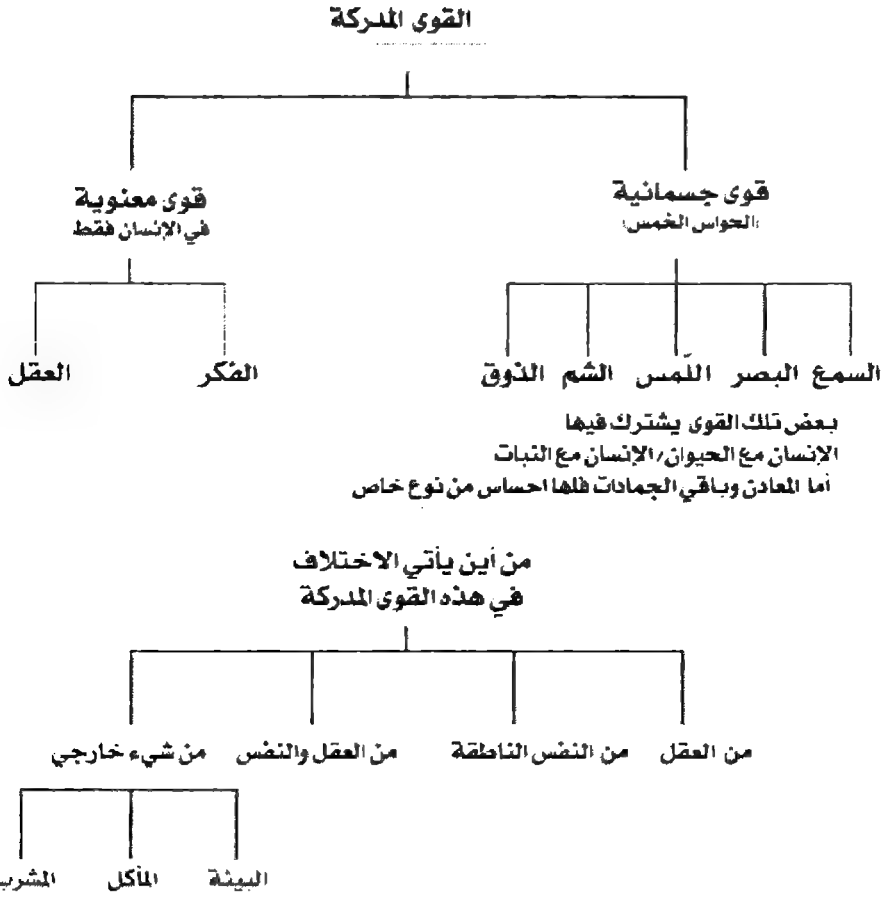 القوى المدركة
قوى جسمانية
(الحواس الخمس)
قوى معنوية
في الإنسان فقط
السمع البصر اللّمس الشم الذوق
الفكر العقل
بعض تلك القوى يشترك فيها
الإنسان مع الحيوان/الإنسان مع النبات
أما المعادن وباقي الجمادات فلها احساس من نوع خاص
من أين يأتي الاختلاف
في هذه القوى المدركة
من العقل من النفس الناطقة من العقل والنفس من شيء خارجي
البيئة المأكل المشرب